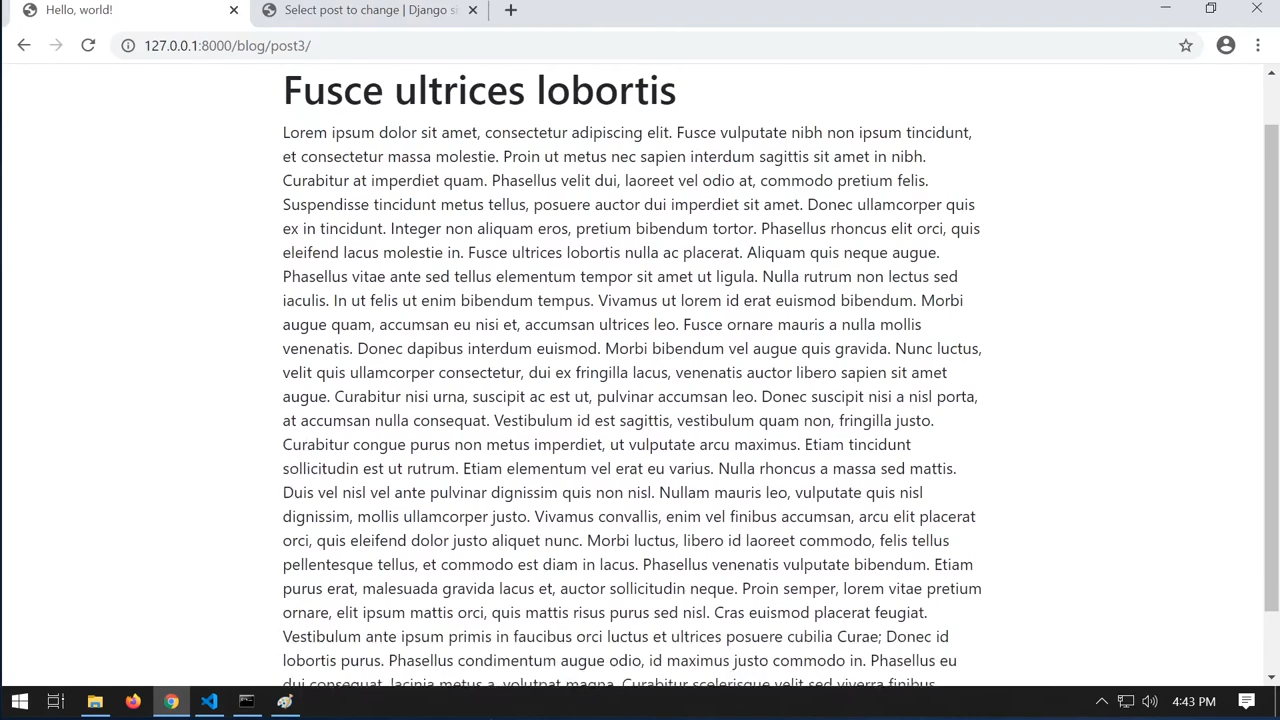 Hello, world!
Select post to change | Django si
127.0.0.1:8000/blog/post3/
Fusce ultrices lobortis
Lorem ipsum dolor sit amet, consectetur adipiscing elit. Fusce vulputate nibh non ipsum tincidunt,
et consectetur massa molestie. Proin ut metus nec sapien interdum sagittis sit amet in nibh.
Curabitur at imperdiet quam. Phasellus velit dui, laoreet vel odio at, commodo pretium felis.
Suspendisse tincidunt metus tellus, posuere auctor dui imperdiet sit amet. Donec ullamcorper quis
ex in tincidunt. Integer non aliquam eros, pretium bibendum tortor. Phasellus rhoncus elit orci, quis
eleifend lacus molestie in. Fusce ultrices lobortis nulla ac placerat. Aliquam quis neque augue.
Phasellus vitae ante sed tellus elementum tempor sit amet ut ligula. Nulla rutrum non lectus sed
iaculis. In ut felis ut enim bibendum tempus. Vivamus ut lorem id erat euismod bibendum. Morbi
augue quam, accumsan eu nisi et, accumsan ultrices leo. Fusce ornare mauris a nulla mollis
venenatis. Donec dapibus interdum euismod. Morbi bibendum vel augue quis gravida. Nunc luctus,
velit quis ullamcorper consectetur, dui ex fringilla lacus, venenatis auctor libero sapien sit amet
augue. Curabitur nisi urna, suscipit ac est ut, pulvinar accumsan leo. Donec suscipit nisi a nisl porta,
at accumsan nulla consequat. Vestibulum id est sagittis, vestibulum quam non, fringilla justo.
Curabitur congue purus non metus imperdiet, ut vulputate arcu maximus. Etiam tincidunt
sollicitudin est ut rutrum. Etiam elementum vel erat eu varius. Nulla rhoncus a massa sed mattis.
Duis vel nisl vel ante pulvinar dignissim quis non nisl. Nullam mauris leo, vulputate quis nisl
dignissim, mollis ullamcorper justo. Vivamus convallis, enim vel finibus accumsan, arcu elit placerat
orci, quis eleifend dolor justo aliquet nunc. Morbi luctus, libero id laoreet commodo, felis tellus
pellentesque tellus, et commodo est diam in lacus. Phasellus venenatis vulputate bibendum. Etiam
purus erat, malesuada gravida lacus et, auctor sollicitudin neque. Proin semper, lorem vitae pretium
ornare, elit ipsum mattis orci, quis mattis risus purus sed nisl. Cras euismod placerat feugiat.
Vestibulum ante ipsum primis in faucibus orci luctus et ultrices posuere cubilia Curae; Donec id
lobortis purus. Phasellus condimentum augue odio, id maximus justo commodo in. Phasellus eu
dui consequat, lacinia metus a, volutpat magna. Curabitur scelerisque velit sed viverra finibus.
4:43 PM